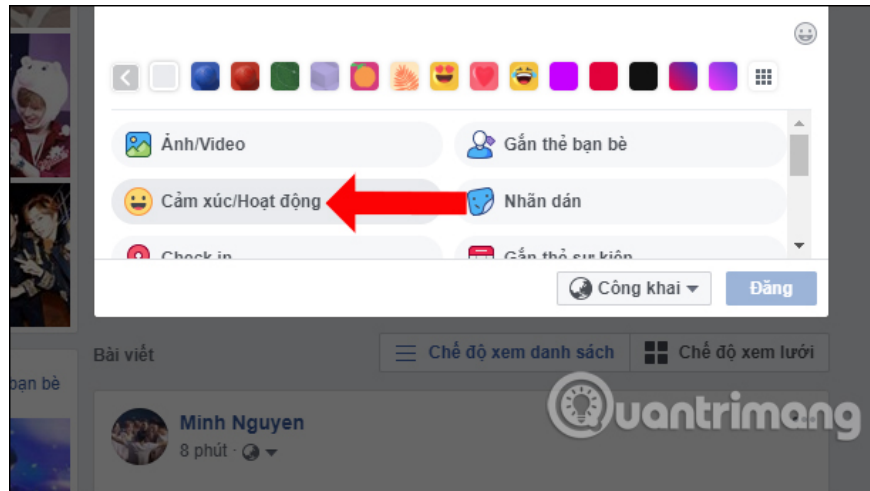 Ảnh/Video
Gắn thẻ bạn bè
Cảm xúc/Hoạt động
Nhãn dán
Check in
Gắn thẻ sự kiện
Công khai
Đăng
Bài viết
Chế độ xem danh sách
Chế độ xem lưới
bạn bè
Minh Nguyen
8 phút ·
Quantrimang